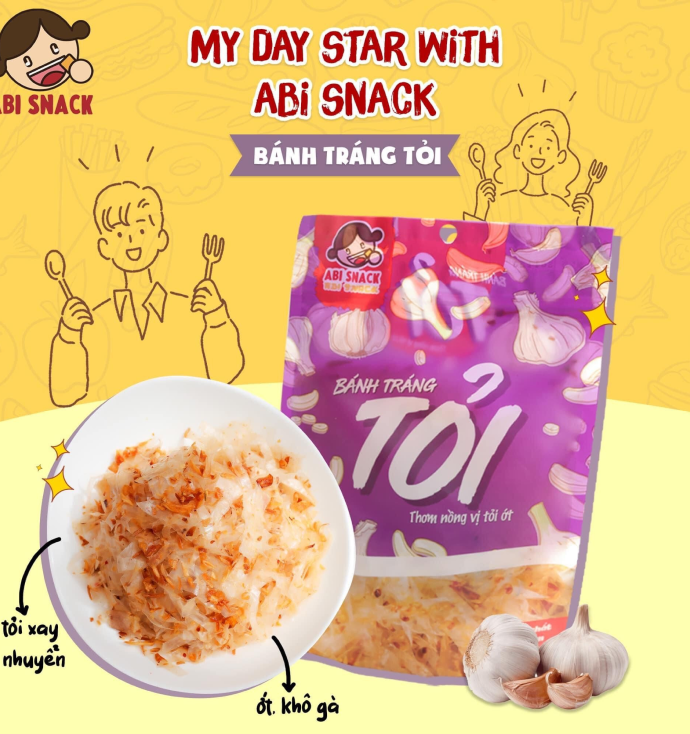 MY DAY STAR WITH
ABI SNACK
ABI SNACK
BÁNH TRÁNG TỎI
ABI SNACK
BÁNH TRÁNG
TỎI
Thơm nồng vị tỏi ớt
tỏi xay
nhuyễn
ớt. khô gà